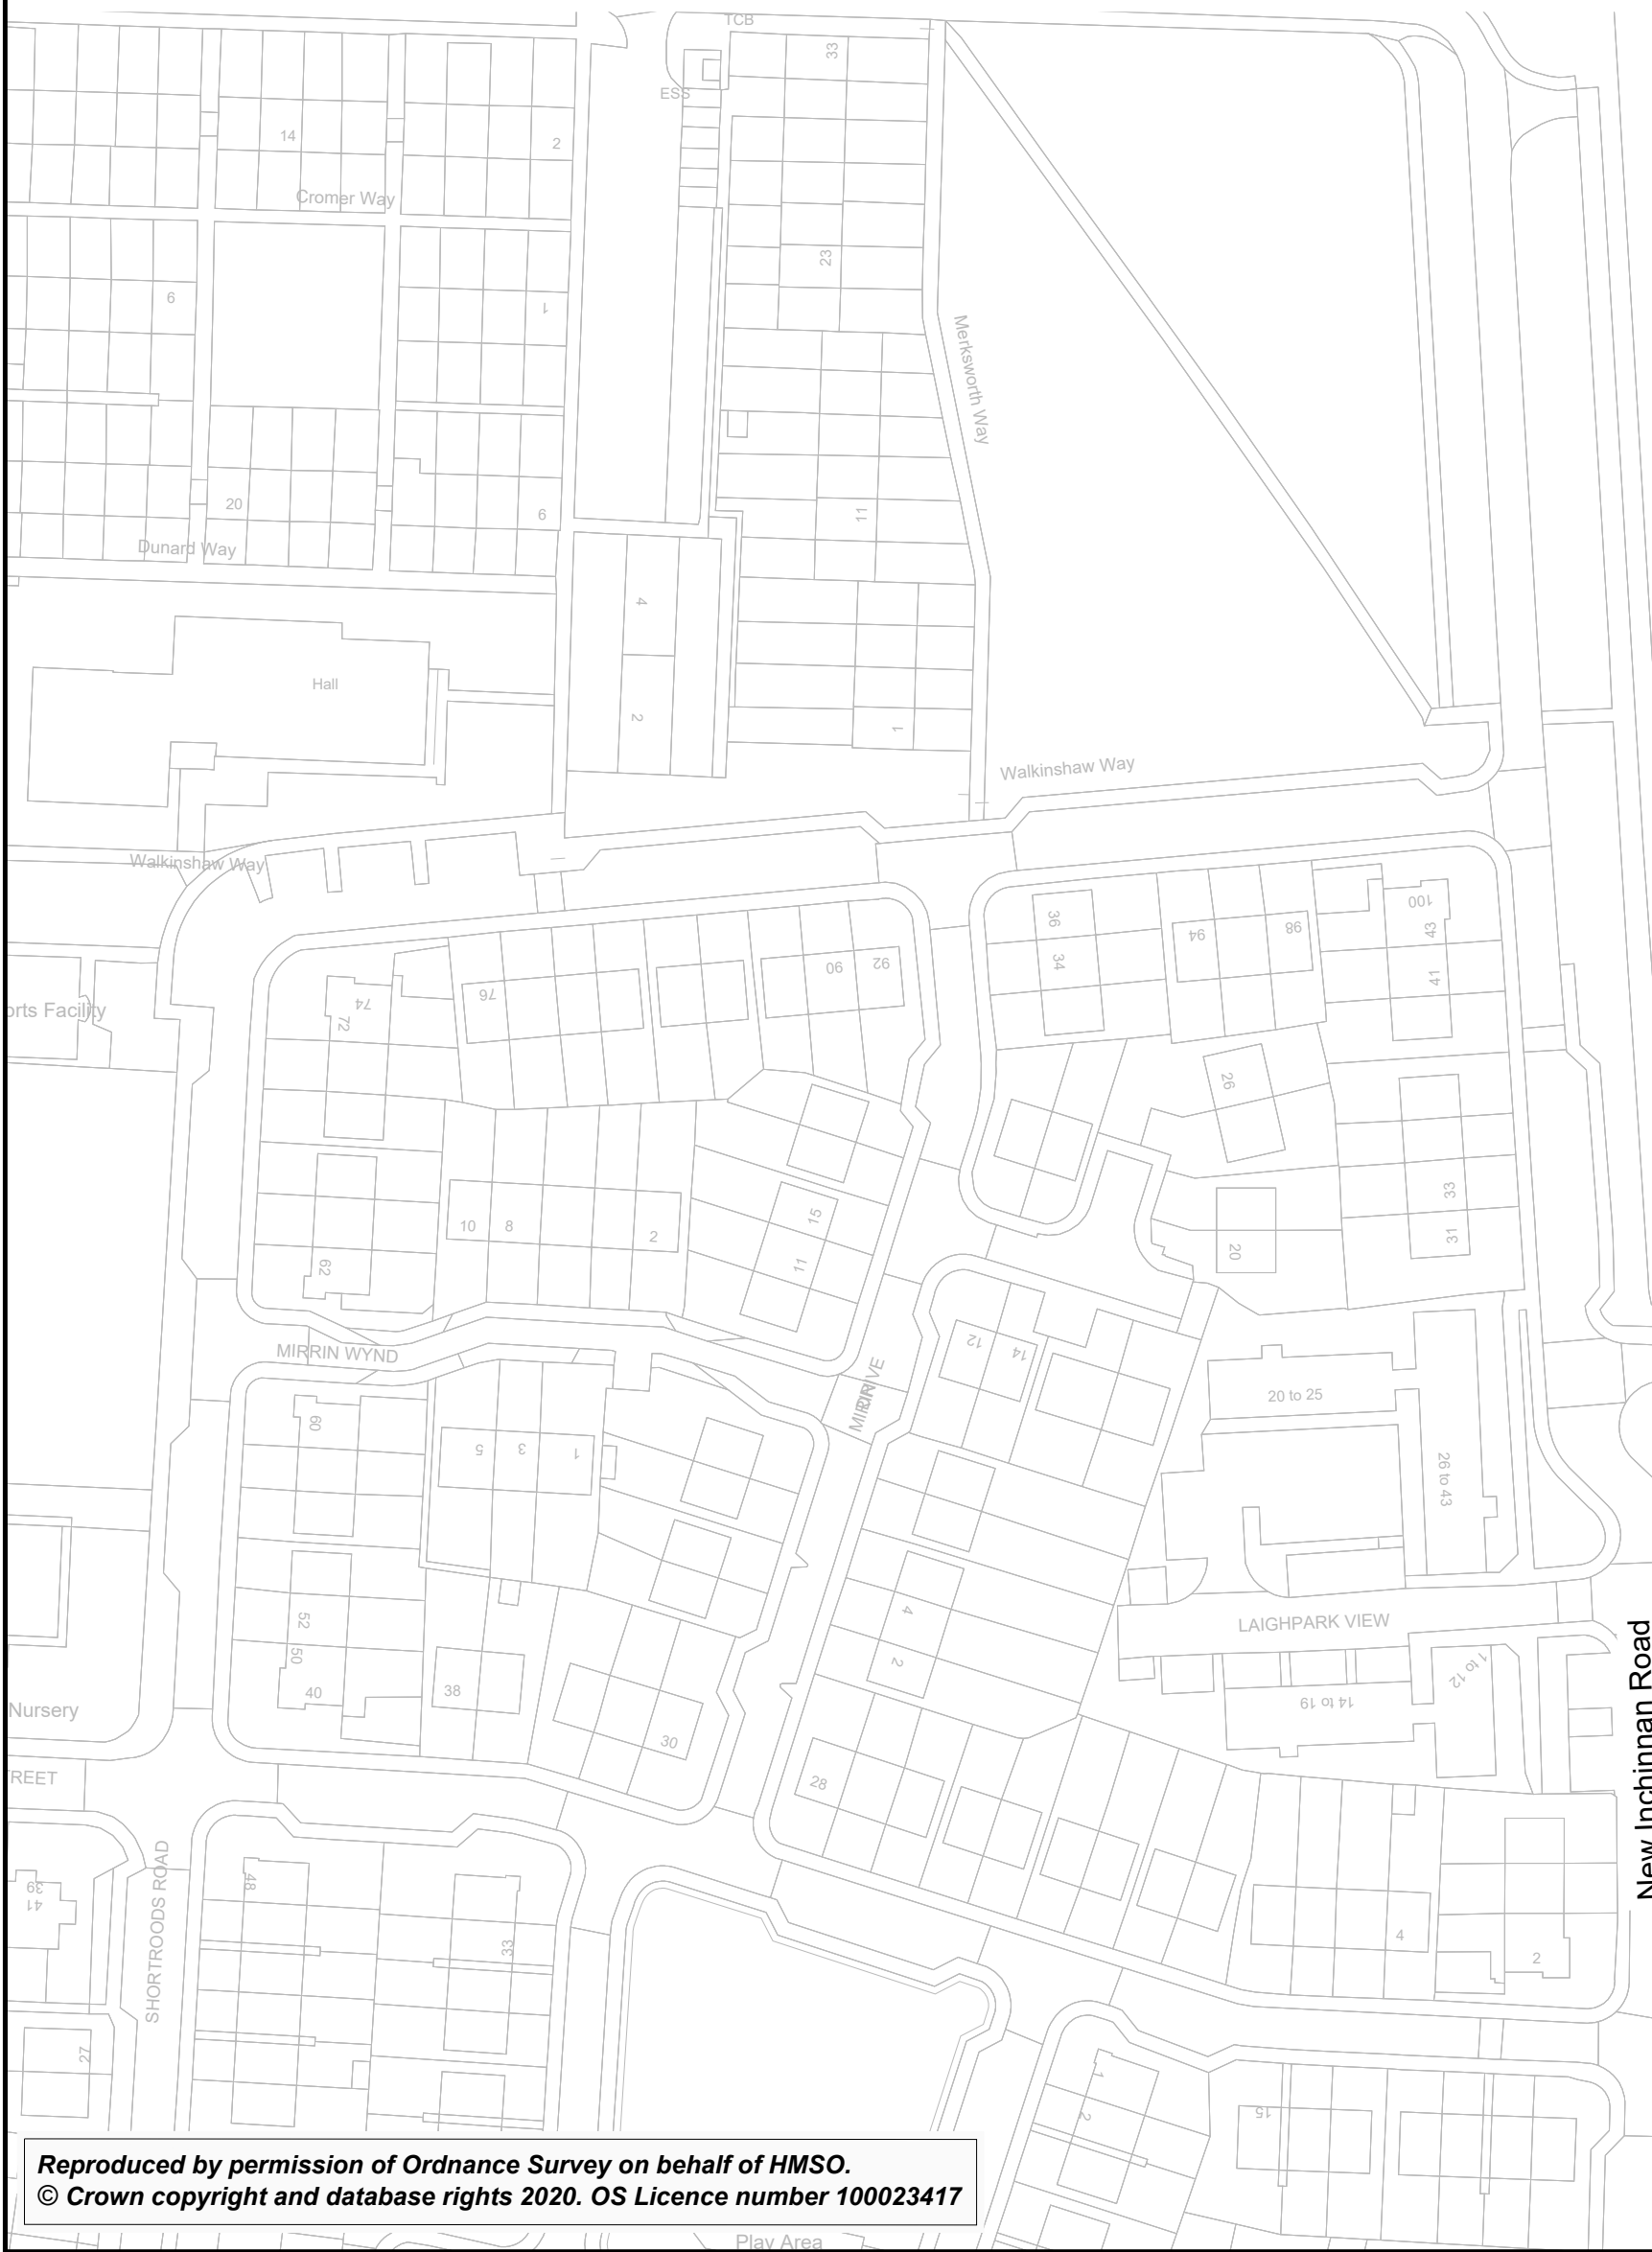 TCB
33
ESS
14
2
Cromer Way
23
6
1
Merksworth Way
20
6
11
Dunard Way
4
Hall
2
1
Walkinshaw Way
Walkinshaw Way
36
34
94
98
100
43
41
orts Facility
74
72
76
90
92
26
10
8
2
15
11
62
33
31
20
MIRRIN WYND
12
14
MIRRIN
DRIVE
20 to 25
60
5
3
1
26 to 43
52
50
40
38
30
4
2
LAIGHPARK VIEW
1 to 12
14 to 19
Nursery
REET
28
New Inchinnan Road
39
41
SHORTROODS ROAD
48
33
4
2
27
1
2
15
Reproduced by permission of Ordnance Survey on behalf of HMSO.
© Crown copyright and database rights 2020. OS Licence number 100023417
Play Area